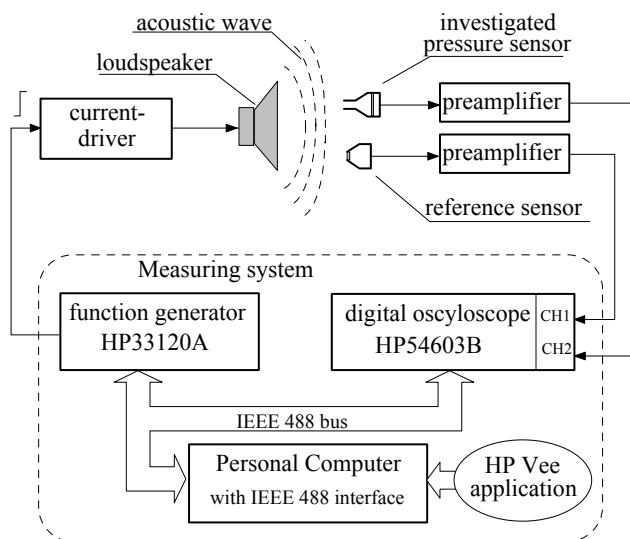 acoustic wave
loudspeaker
investigated
pressure sensor
current-
driver
preamplifier
preamplifier
reference sensor
Measuring system
function generator
HP33120A
digital oscyloscope
HP54603B
CH1
CH2
IEEE 488 bus
Personal Computer
with IEEE 488 interface
HP Vee
application